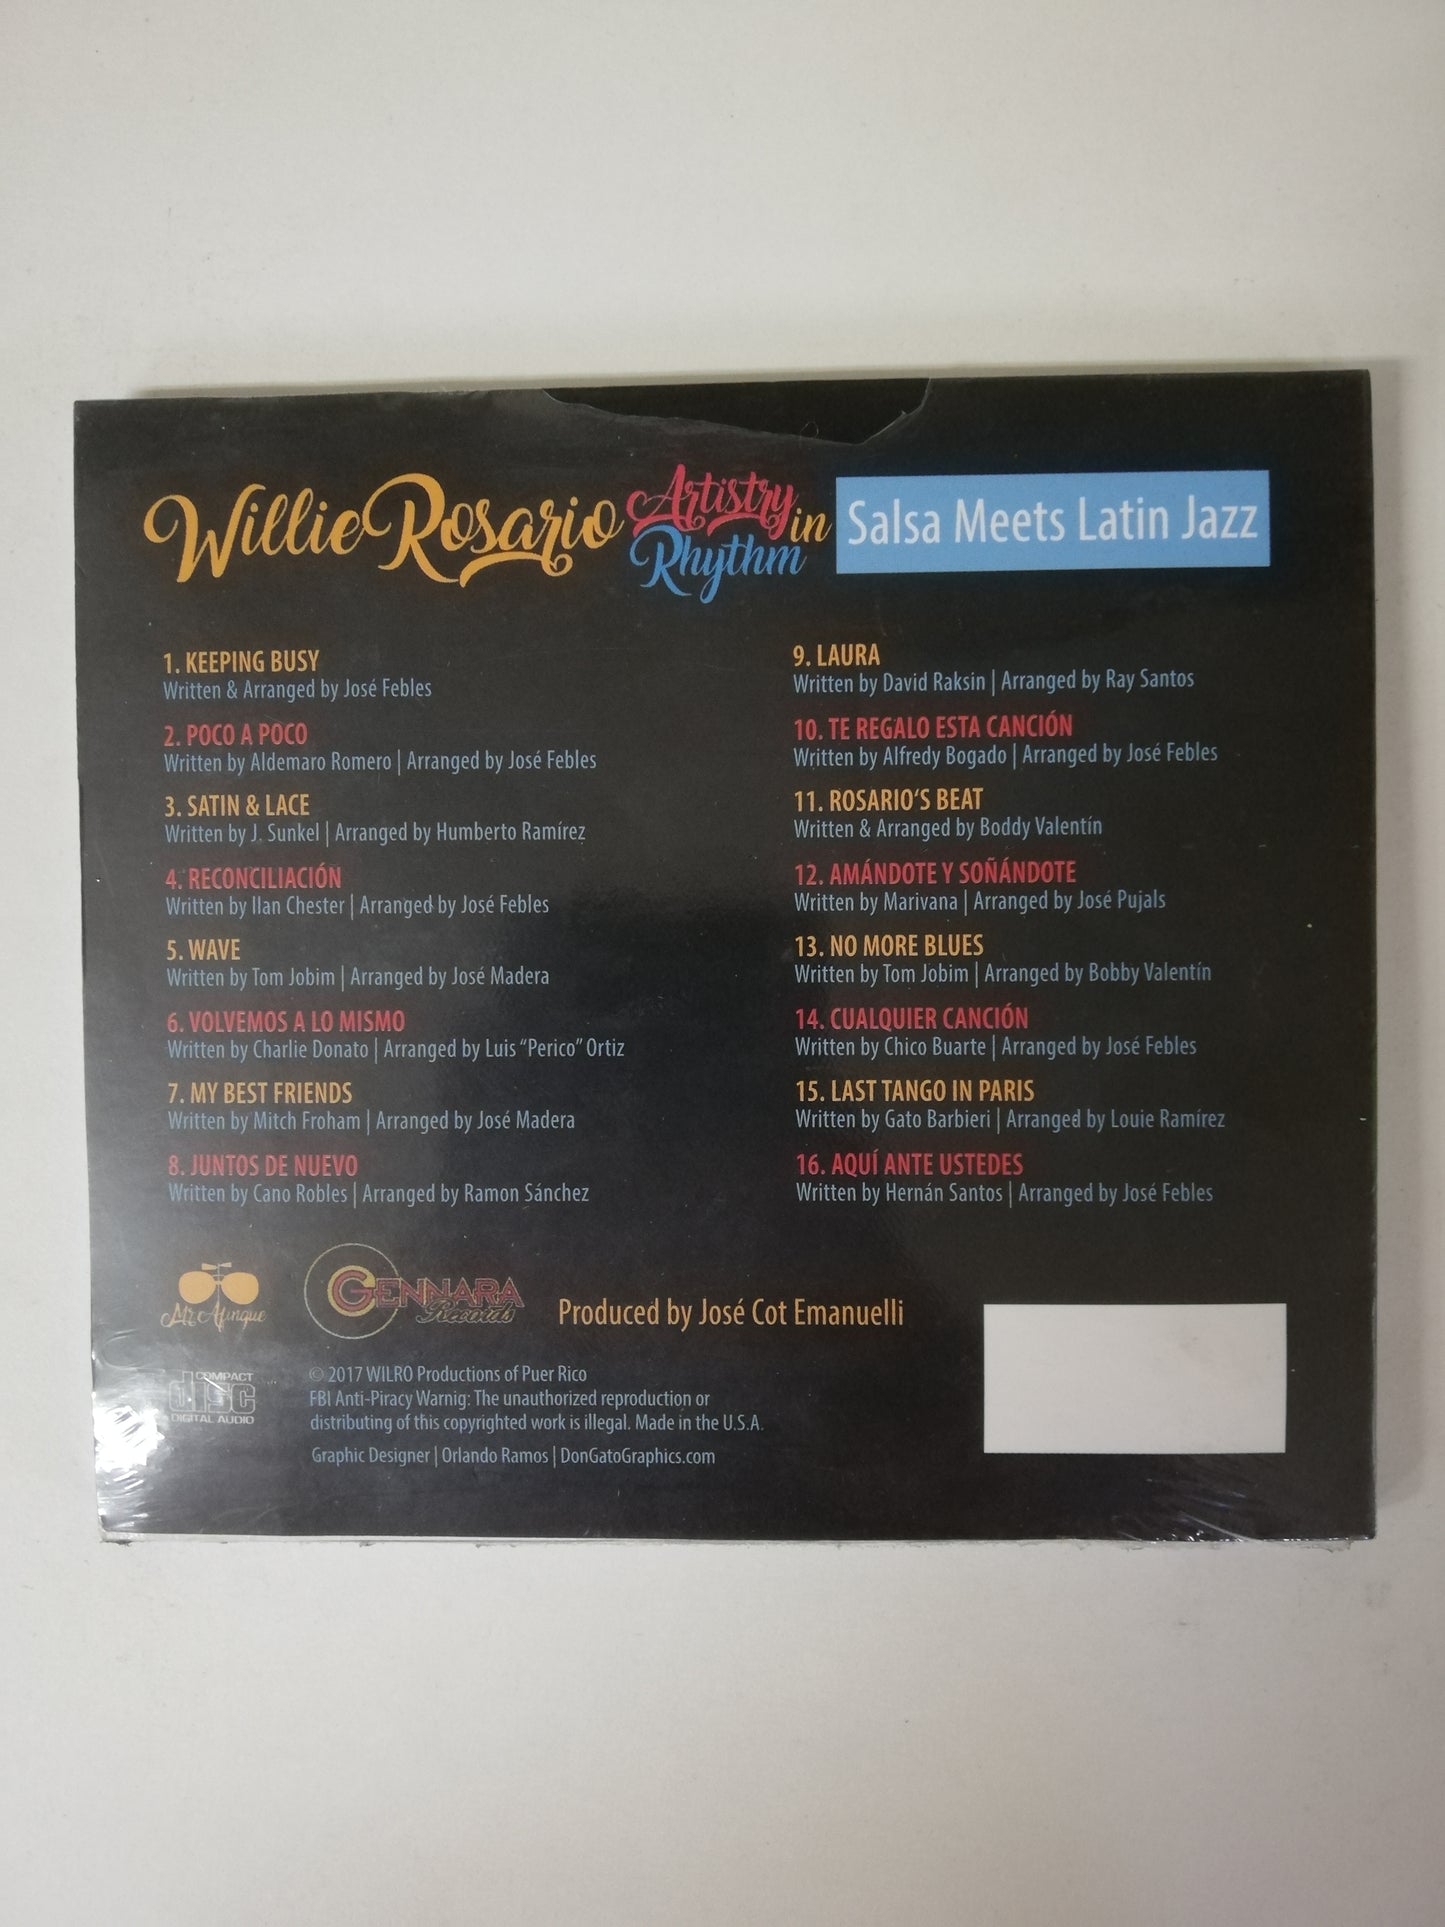 Willie Rosario Artistry in Rhythm Salsa Meets Latin Jazz
1. KEEPING BUSY
Written & Arranged by José Febles
2. POCO A POCO
Written by Aldemaro Romero | Arranged by José Febles
3. SATIN & LACE
Written by J. Sunkel | Arranged by Humberto Ramírez
4. RECONCILIACIÓN
Written by Ilan Chester | Arranged by José Febles
5. WAVE
Written by Tom Jobim | Arranged by José Madera
6. VOLVEMOS A LO MISMO
Written by Charlie Donato | Arranged by Luis "Perico" Ortiz
7. MY BEST FRIENDS
Written by Mitch Froham | Arranged by José Madera
8. JUNTOS DE NUEVO
Written by Cano Robles | Arranged by Ramon Sánchez
9. LAURA
Written by David Raksin | Arranged by Ray Santos
10. TE REGALO ESTA CANCIÓN
Written by Alfredy Bogado | Arranged by José Febles
11. ROSARIO'S BEAT
Written & Arranged by Boddy Valentín
12. AMÁNDOTE Y SOÑÁNDOTE
Written by Marivana | Arranged by José Pujals
13. NO MORE BLUES
Written by Tom Jobim | Arranged by Bobby Valentín
14. CUALQUIER CANCIÓN
Written by Chico Buarte | Arranged by José Febles
15. LAST TANGO IN PARIS
Written by Gato Barbieri | Arranged by Louie Ramírez
16. AQUÍ ANTE USTEDES
Written by Hernán Santos | Arranged by José Febles
Mr. Afinque
GENNARA
Records
Produced by José Cot Emanuelli
COMPACT
disc
DIGITAL AUDIO
© 2017 WILRO Productions of Puer Rico
FBI Anti-Piracy Warnig: The unauthorized reproduction or
distributing of this copyrighted work is illegal. Made in the U.S.A.
Graphic Designer | Orlando Ramos | DonGatoGraphics.com